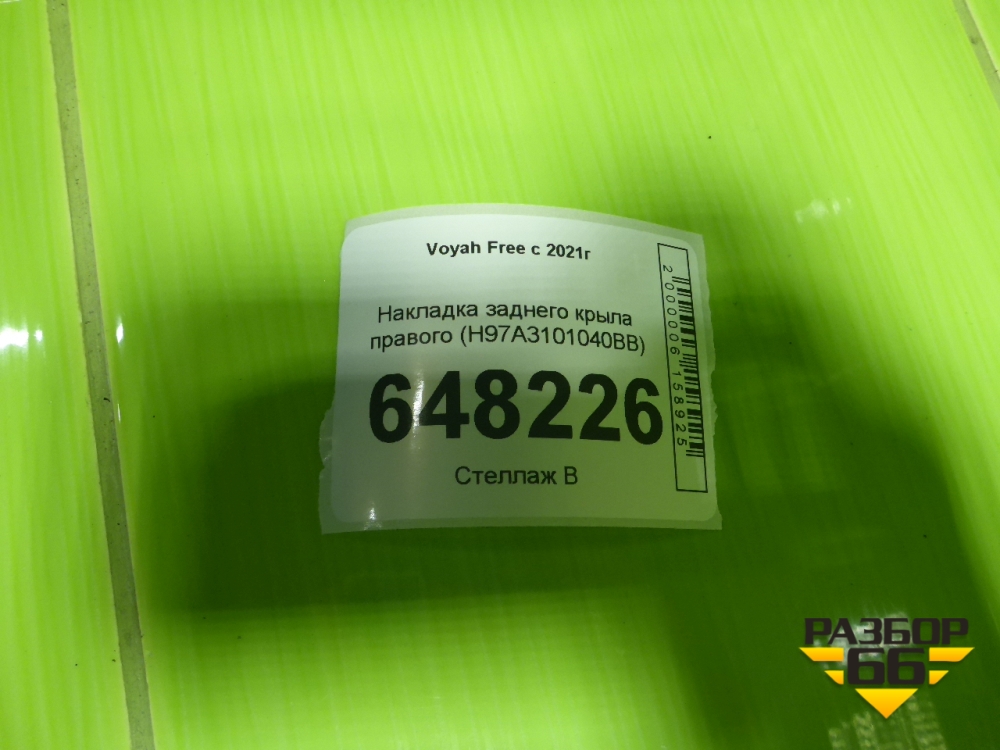 Voyah Free с 2021г
Накладка заднего крыла
правого (H97A3101040BB)
648226
Стеллаж В
2000006158925
РАЗБОР
66